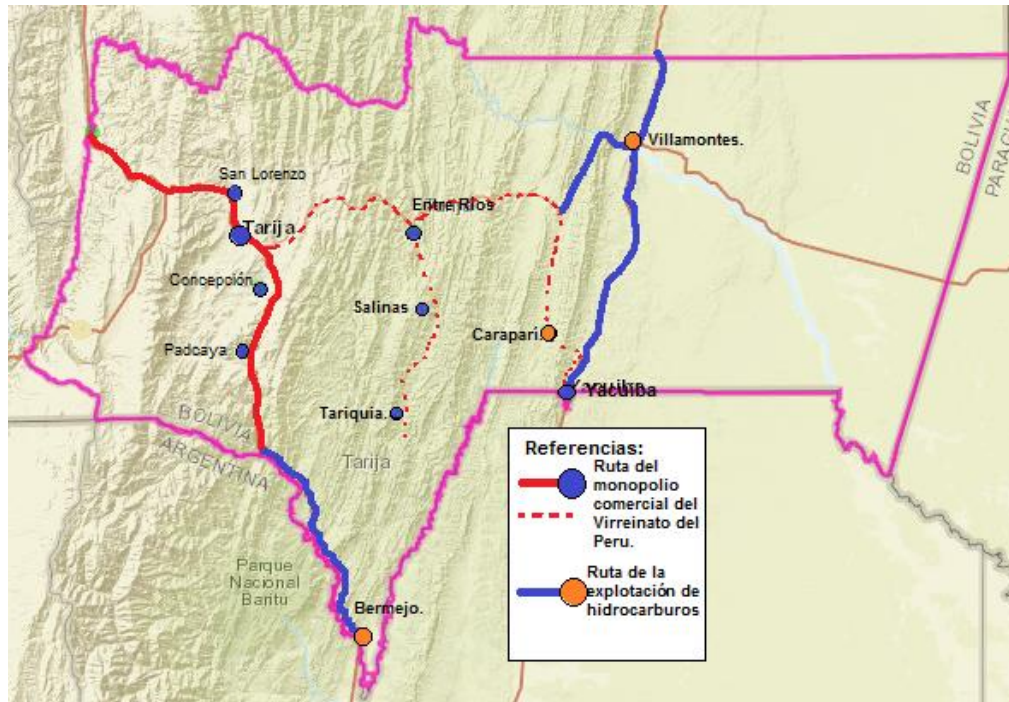 Villamontes.
BOLIVIA
PARAGU
San Lorenzo
Entre Rios
Tarija
Concepción
Salinas
Carapari.
Padcaya
Yacuiba
Tariquia.
BOLIVIA
ARGENTINA
Tarija
Parque
Nacional
Baritu
Bermejo.
Referencias:
Ruta del
monopolio
comercial del
Virreinato del
Peru.
Ruta de la
explotación de
hidrocarburos